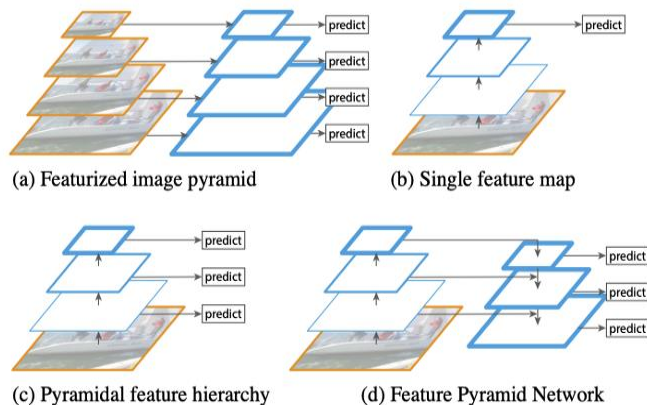 predict
predict
predict
predict
predict
(a) Featurized image pyramid
(b) Single feature map
predict
predict
predict
predict
predict
predict
(c) Pyramidal feature hierarchy
(d) Feature Pyramid Network